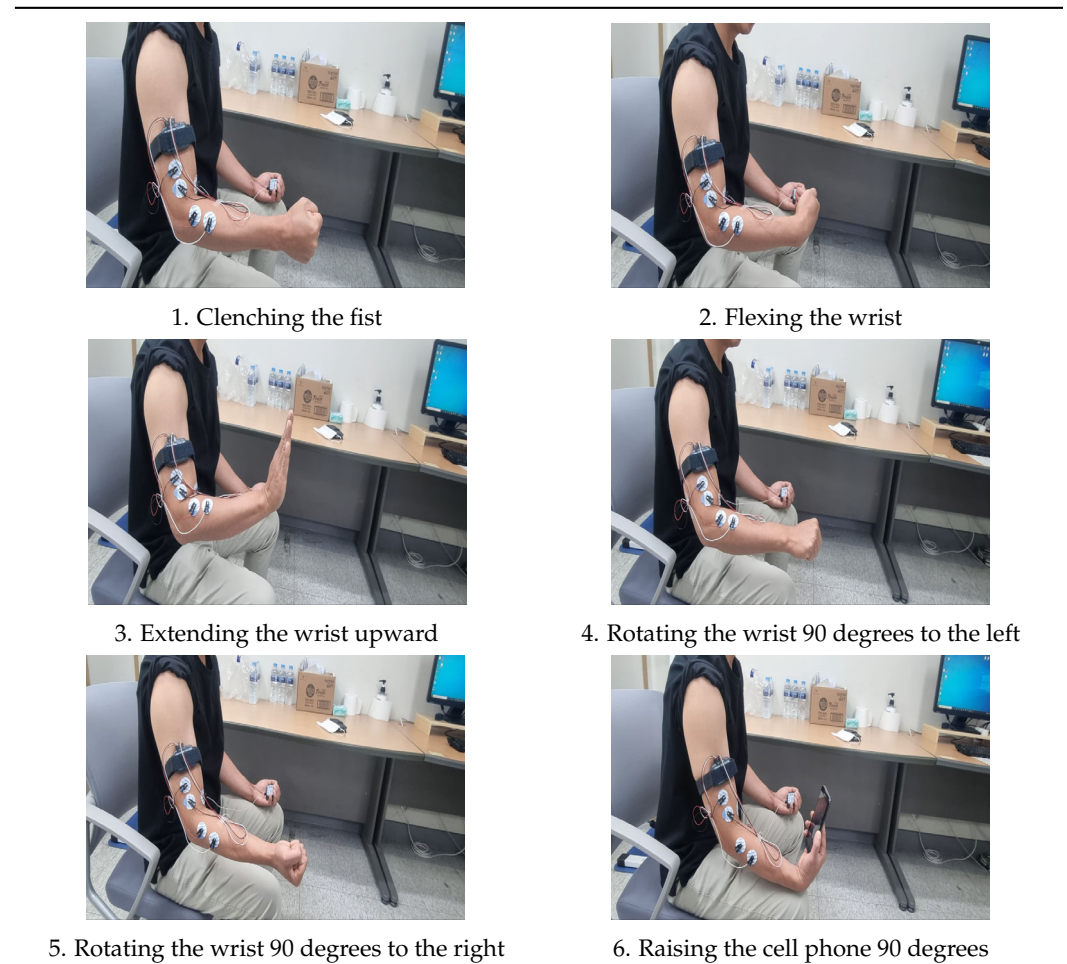 1. Clenching the fist
2. Flexing the wrist
3. Extending the wrist upward
4. Rotating the wrist 90 degrees to the left
5. Rotating the wrist 90 degrees to the right
6. Raising the cell phone 90 degrees